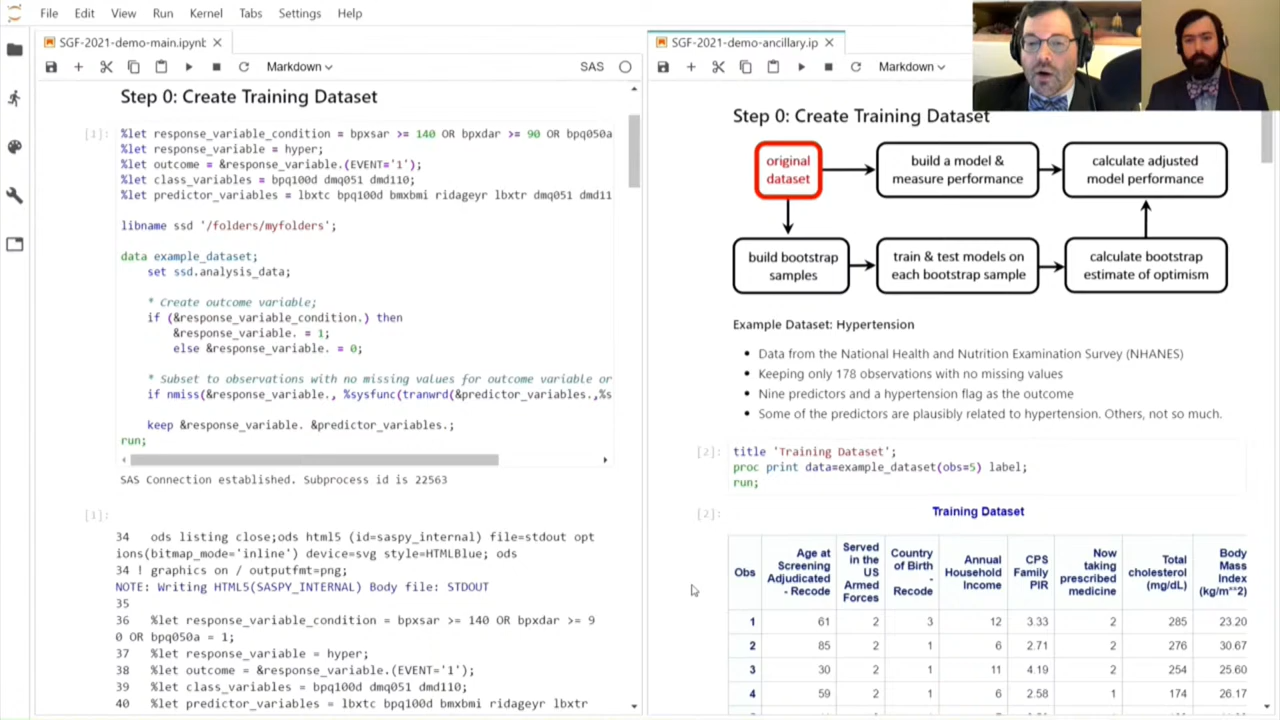 File Edit View Run Kernel Tabs Settings Help
SGF-2021-demo-main.ipynb
Markdown
SAS
Step 0: Create Training Dataset
[1]:
%let response_variable_condition = bpxsar >= 140 OR bpxdar >= 90 OR bpq050a
%let response_variable = hyper;
%let outcome = &response_variable.(EVENT='1');
%let class_variables = bpq100d dmq051 dmd110;
%let predictor_variables = lbxtc bpq100d bmxbmi ridageyr lbxtr dmq051 dmd11
libname ssd '/folders/myfolders';
data example_dataset;
set ssd.analysis_data;
* Create outcome variable;
if (&response_variable_condition.) then
&response_variable. = 1;
else &response_variable. = 0;
* Subset to observations with no missing values for outcome variable or
if nmiss(&response_variable., %sysfunc(tranwrd(&predictor_variables.,%s
keep &response_variable. &predictor_variables.;
run;
SAS Connection established. Subprocess id is 22563
[1]:
34 ods listing close;ods html5 (id=saspy_internal) file=stdout opt
ions(bitmap_mode='inline') device=svg style=HTMLBlue; ods
34 ! graphics on / outputfmt=png;
NOTE: Writing HTML5(SASPY_INTERNAL) Body file: STDOUT
35
36 %let response_variable_condition = bpxsar >= 140 OR bpxdar >= 9
0 OR bpq050a = 1;
37 %let response_variable = hyper;
38 %let outcome = &response_variable.(EVENT='1');
39 %let class_variables = bpq100d dmq051 dmd110;
40 %let predictor_variables = lbxtc bpq100d bmxbmi ridageyr lbxtr
SGF-2021-demo-ancillary.ip
Markdown
Step 0: Create Training Dataset
original
dataset
build a model &
measure performance
calculate adjusted
model performance
build bootstrap
samples
train & test models on
each bootstrap sample
calculate bootstrap
estimate of optimism
Example Dataset: Hypertension
• Data from the National Health and Nutrition Examination Survey (NHANES)
• Keeping only 178 observations with no missing values
• Nine predictors and a hypertension flag as the outcome
• Some of the predictors are plausibly related to hypertension. Others, not so much.
[2]:
title 'Training Dataset';
proc print data=example_dataset(obs=5) label;
run;
[2]:
Training Dataset
Obs
Age at
Screening
Adjudicated
- Recode
Served
in the
US
Armed
Forces
Country
of Birth
-
Recode
Annual
Household
Income
CPS
Family
PIR
Now
taking
prescribed
medicine
Total
cholesterol
(mg/dL)
Body
Mass
Index
(kg/m**2)
1 61 2 3 12 3.33 2 285 23.20
2 85 2 1 6 2.71 2 276 30.67
3 30 2 1 11 4.19 2 254 25.60
4 59 2 1 6 2.58 1 174 26.17